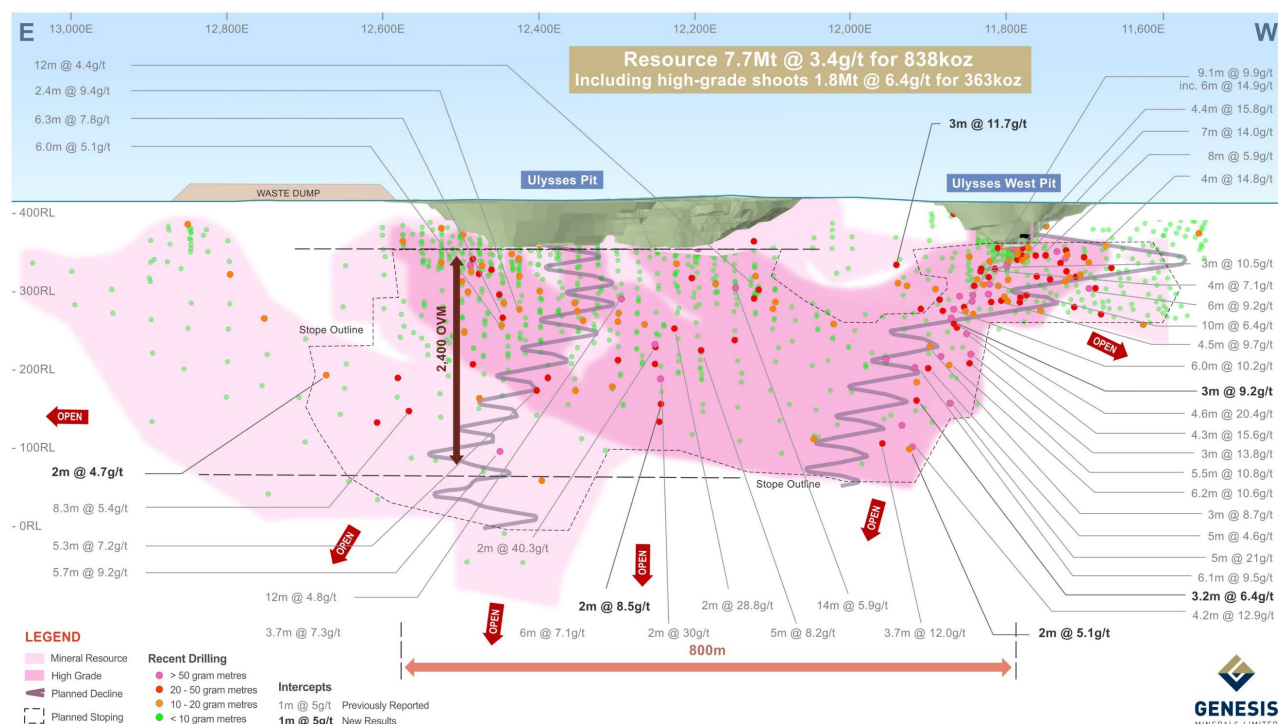 E
13,000E
12,800E
12,600E
12,400E
12,200E
12,000E
11,800E
11,600E
W
Resource 7.7Mt @ 3.4g/t for 838koz
Including high-grade shoots 1.8Mt @ 6.4g/t for 363koz
12m @ 4.4g/t
2.4m @ 9.4g/t
6.3m @ 7.8g/t
6.0m @ 5.1g/t
3m @ 11.7g/t
9.1m @ 9.9g/t
inc. 6m @ 14.9g/t
4.4m @ 15.8g/t
7m @ 14.0g/t
8m @ 5.9g/t
4m @ 14.8g/t
WASTE DUMP
Ulysses Pit
Ulysses West Pit
- 400RL
- 300RL
- 200RL
- 100RL
- 0RL
2,400 OVM
Stope Outline
Stope Outline
OPEN
OPEN
OPEN
OPEN
OPEN
OPEN
3m @ 10.5g/t
4m @ 7.1g/t
6m @ 9.2g/t
10m @ 6.4g/t
4.5m @ 9.7g/t
6.0m @ 10.2g/t
3m @ 9.2g/t
4.6m @ 20.4g/t
4.3m @ 15.6g/t
3m @ 13.8g/t
5.5m @ 10.8g/t
6.2m @ 10.6g/t
3m @ 8.7g/t
5m @ 4.6g/t
5m @ 21g/t
6.1m @ 9.5g/t
3.2m @ 6.4g/t
4.2m @ 12.9g/t
2m @ 4.7g/t
8.3m @ 5.4g/t
5.3m @ 7.2g/t
5.7m @ 9.2g/t
12m @ 4.8g/t
3.7m @ 7.3g/t
2m @ 40.3g/t
6m @ 7.1g/t
2m @ 8.5g/t
2m @ 30g/t
2m @ 28.8g/t
5m @ 8.2g/t
14m @ 5.9g/t
3.7m @ 12.0g/t
2m @ 5.1g/t
800m
LEGEND
Mineral Resource
High Grade
Planned Decline
Planned Stoping
Recent Drilling
> 50 gram metres
20 - 50 gram metres
10 - 20 gram metres
< 10 gram metres
Intercepts
1m @ 5g/t Previously Reported
1m @ 5g/t New Results
GENESIS
MINERALS LIMITED